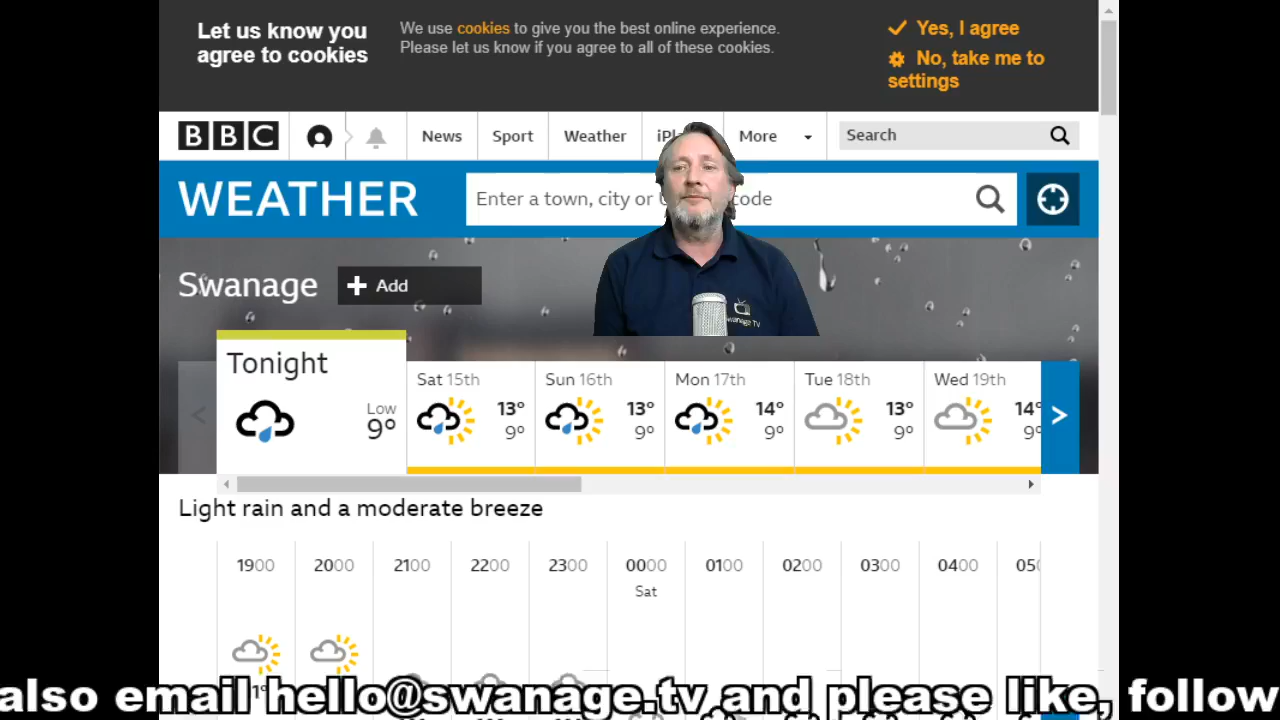 Let us know you
agree to cookies
We use cookies to give you the best online experience.
Please let us know if you agree to all of these cookies.
Yes, I agree
No, take me to
settings
BBC
News Sport Weather More Search
WEATHER
Enter a town, city or
Swanage
Add
Tonight
Low
9°
Sat 15th
13°
9°
Sun 16th
13°
9°
Mon 17th
14°
9°
Tue 18th
13°
9°
Wed 19th
14°
9°
Light rain and a moderate breeze
1900 2000 2100 2200 2300 0000 0100 0200 0300 0400
Sat
also email hello@swanage.tv and please like, follow